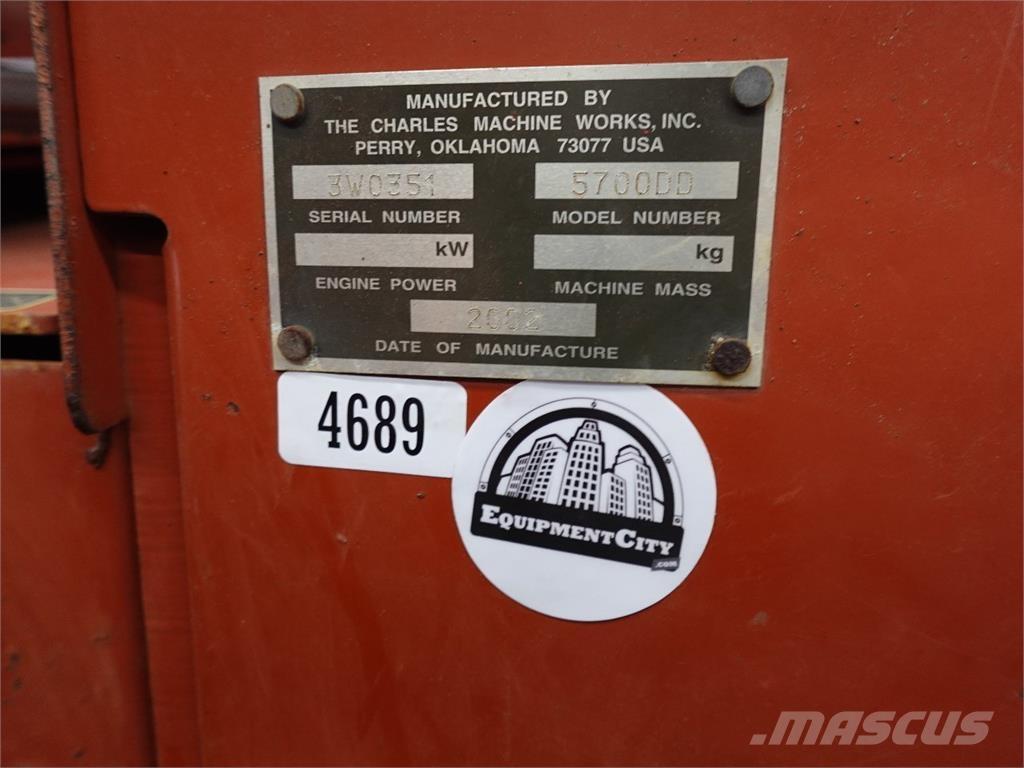 MANUFACTURED BY
THE CHARLES MACHINE WORKS, INC.
PERRY, OKLAHOMA 73077 USA
3W0351 5700DD
SERIAL NUMBER MODEL NUMBER
kW kg
ENGINE POWER MACHINE MASS
2002
DATE OF MANUFACTURE
4689
EQUIPMENTCITY
.COM
MASCUS